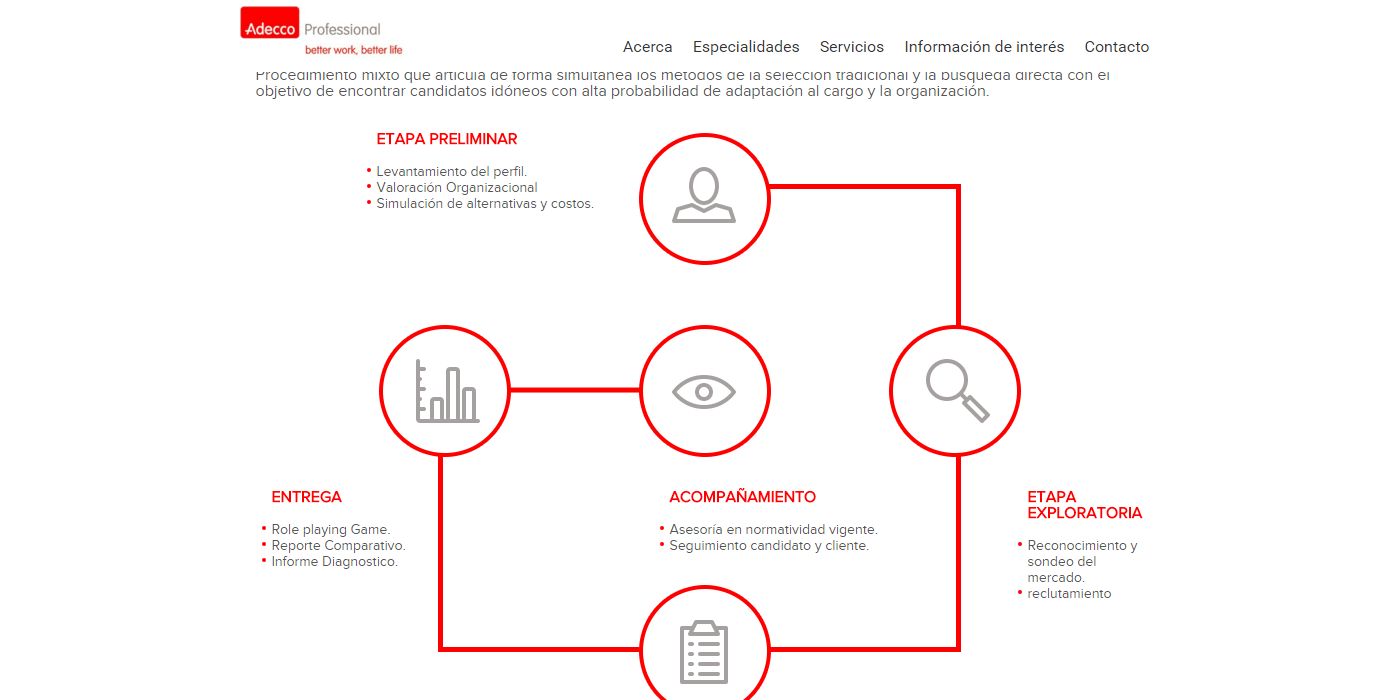 Adecco Professional
better work, better life
Acerca Especialidades Servicios Información de interés Contacto
Procedimiento mixto que articula de forma simultánea los métodos de la selección tradicional y la búsqueda directa con el
objetivo de encontrar candidatos idóneos con alta probabilidad de adaptación al cargo y la organización.
ETAPA PRELIMINAR
• Levantamiento del perfil.
• Valoración Organizacional
• Simulación de alternativas y costos.
ENTREGA
• Role playing Game.
• Reporte Comparativo.
• Informe Diagnostico.
ACOMPAÑAMIENTO
• Asesoría en normatividad vigente.
• Seguimiento candidato y cliente.
ETAPA
EXPLORATORIA
• Reconocimiento y
sondeo del
mercado.
• reclutamiento